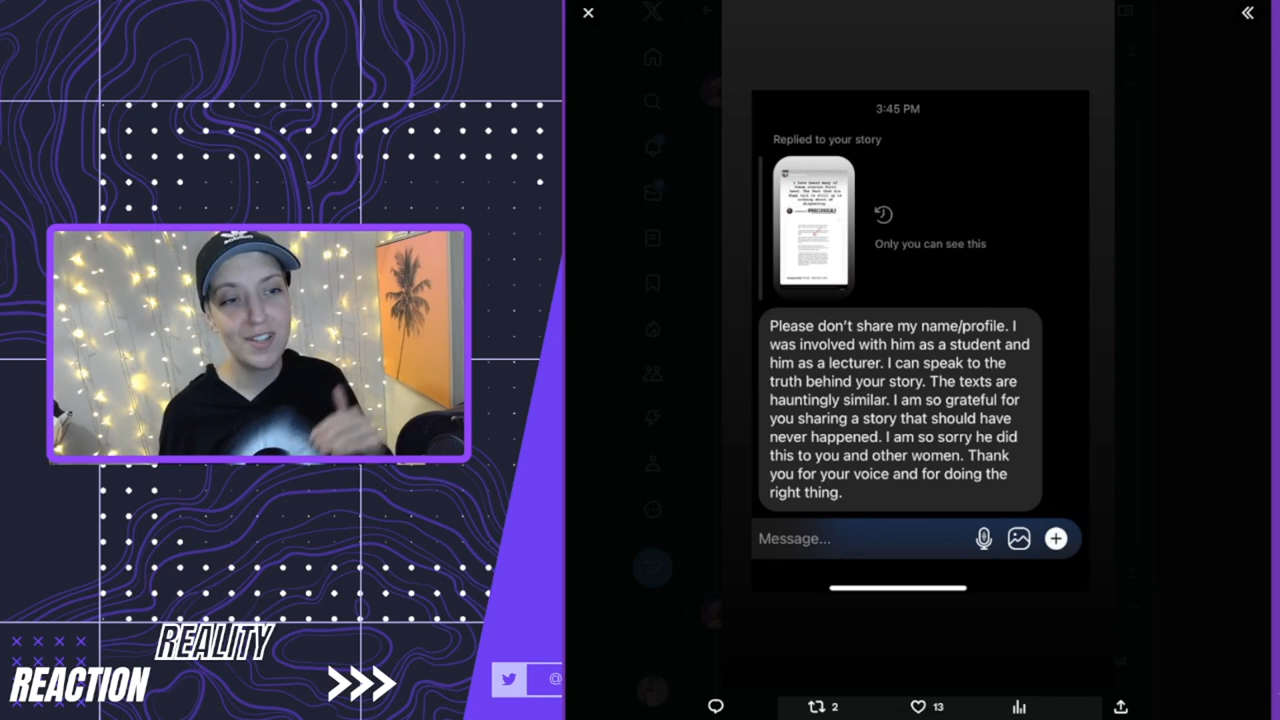 3:45 PM
Replied to your story
Only you can see this
Please don't share my name/profile. I
was involved with him as a student and
him as a lecturer. I can speak to the
truth behind your story. The texts are
hauntingly similar. I am so grateful for
you sharing a story that should have
never happened. I am so sorry he did
this to you and other women. Thank
you for your voice and for doing the
right thing.
Message...
REALITY
REACTION
@
2
13